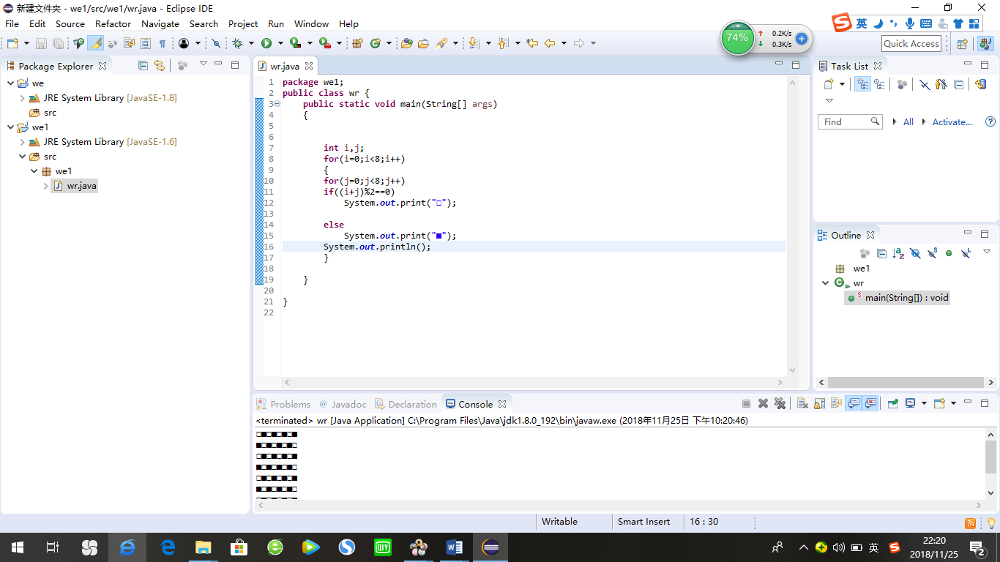 新建文件夹 - we1/src/we1/wr.java - Eclipse IDE
File Edit Source Refactor Navigate Search Project Run Window Help
英
74%
0.2K/s
0.3K/s
Quick Access
Package Explorer
we
JRE System Library [JavaSE-1.8]
src
we1
JRE System Library [JavaSE-1.6]
src
we1
wr.java
wr.java
1 package we1;
2 public class wr {
3 public static void main(String[] args)
4 {
5
6
7 int i,j;
8 for(i=0;i<8;i++)
9 {
10 for(j=0;j<8;j++)
11 if((i+j)%2==0)
12 System.out.print("□");
13
14 else
15 System.out.print("■");
16 System.out.println();
17 }
18
19 }
20
21 }
22
Task List
Find All Activate...
Outline
we1
wr
main(String[]) : void
Problems Javadoc Declaration Console
<terminated> wr [Java Application] C:\Program Files\Java\jdk1.8.0_192\bin\javaw.exe (2018年11月25日 下午10:20:46)
□■□■□■□■
■□■□■□■□
□■□■□■□■
■□■□■□■□
□■□■□■□■
■□■□■□■□
Writable Smart Insert 16 : 30
QIY
英
22:20
2018/11/25
2